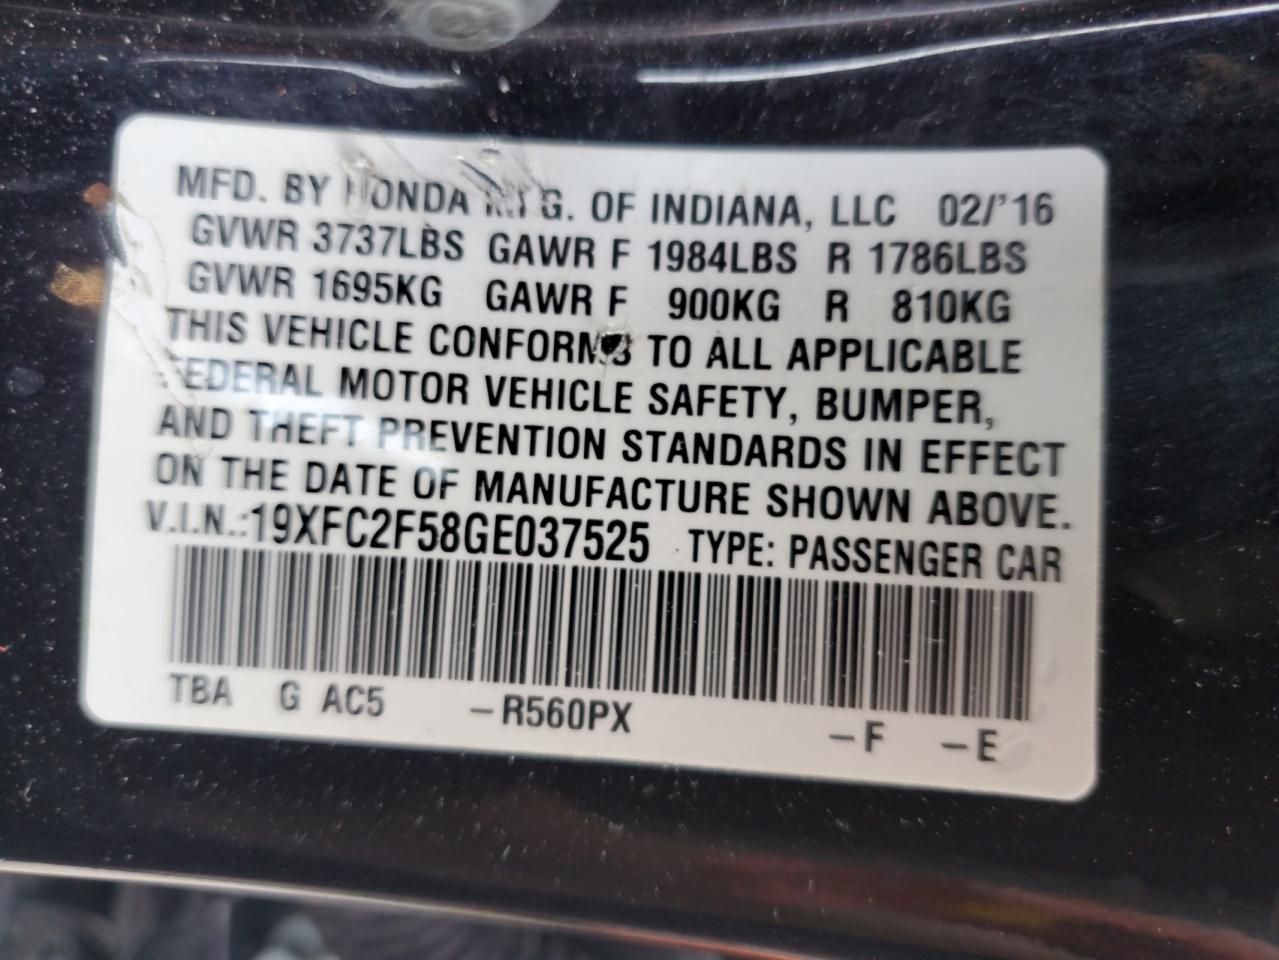 MFD. BY HONDA MFG. OF INDIANA, LLC 02/'16
GVWR 3737LBS GAWR F 1984LBS R 1786LBS
GVWR 1695KG GAWR F 900KG R 810KG
THIS VEHICLE CONFORMS TO ALL APPLICABLE
FEDERAL MOTOR VEHICLE SAFETY, BUMPER,
AND THEFT PREVENTION STANDARDS IN EFFECT
ON THE DATE OF MANUFACTURE SHOWN ABOVE.
V.I.N.:19XFC2F58GE037525 TYPE: PASSENGER CAR
TBA G AC5 –R560PX –F –E